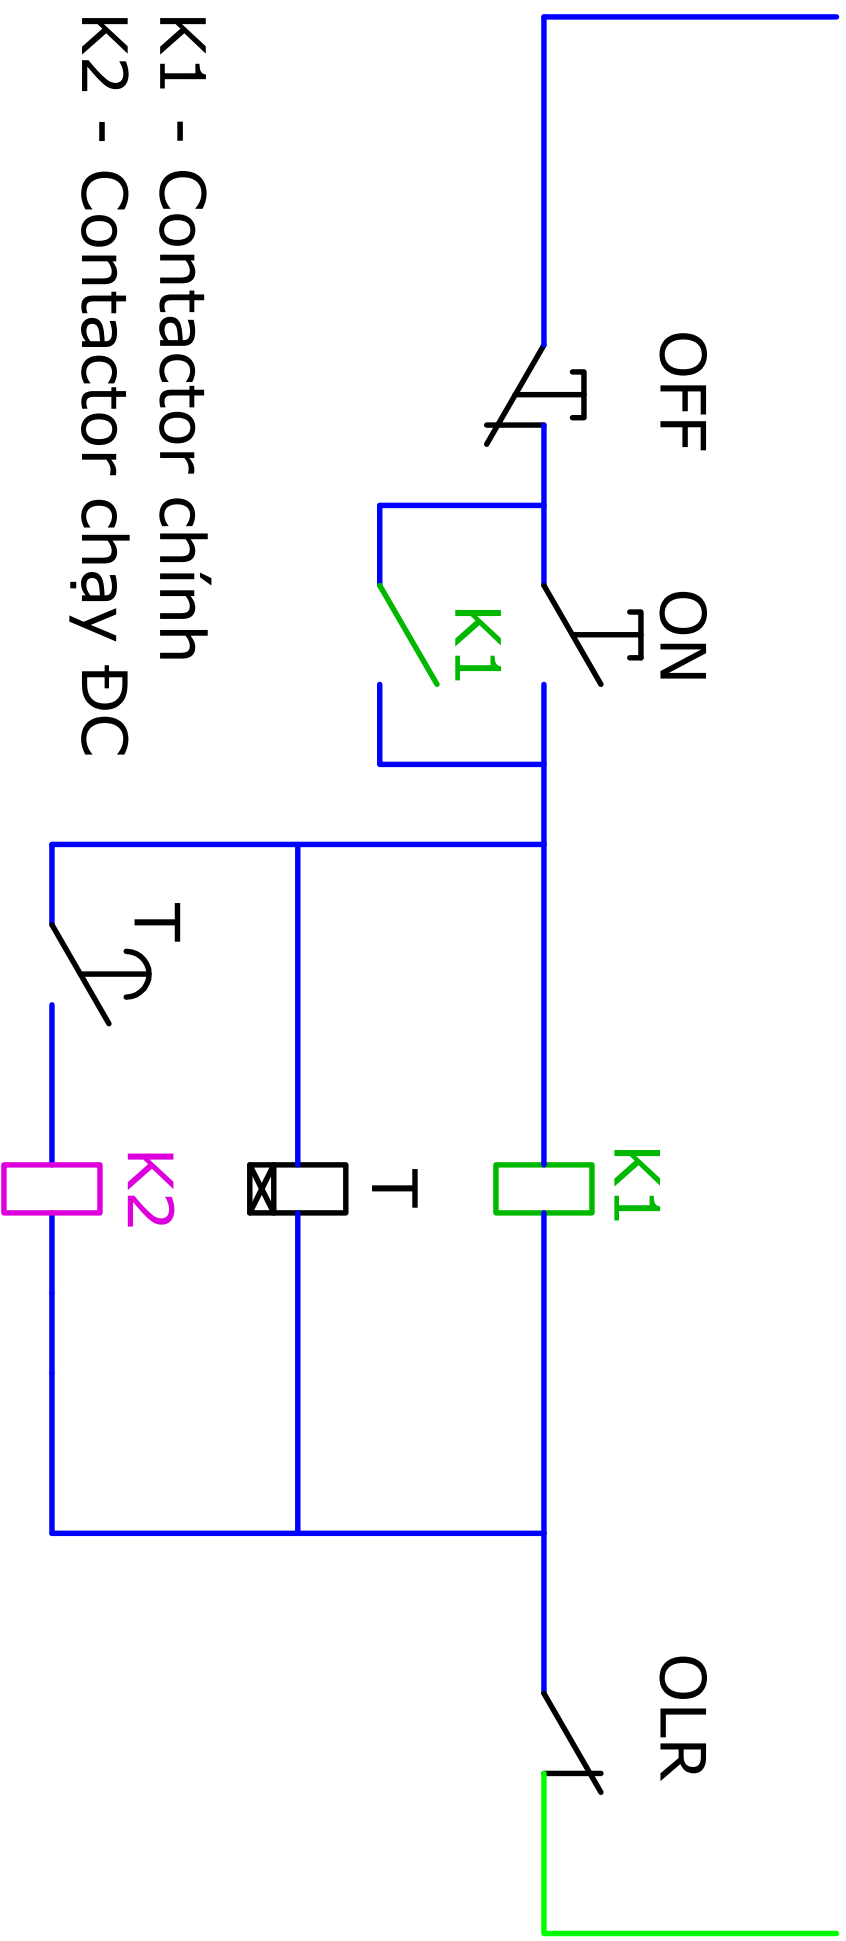 OFF
ON
OLR
K1
K1
T
T
K2
K1 - Contactor chính
K2 - Contactor chạy ĐC